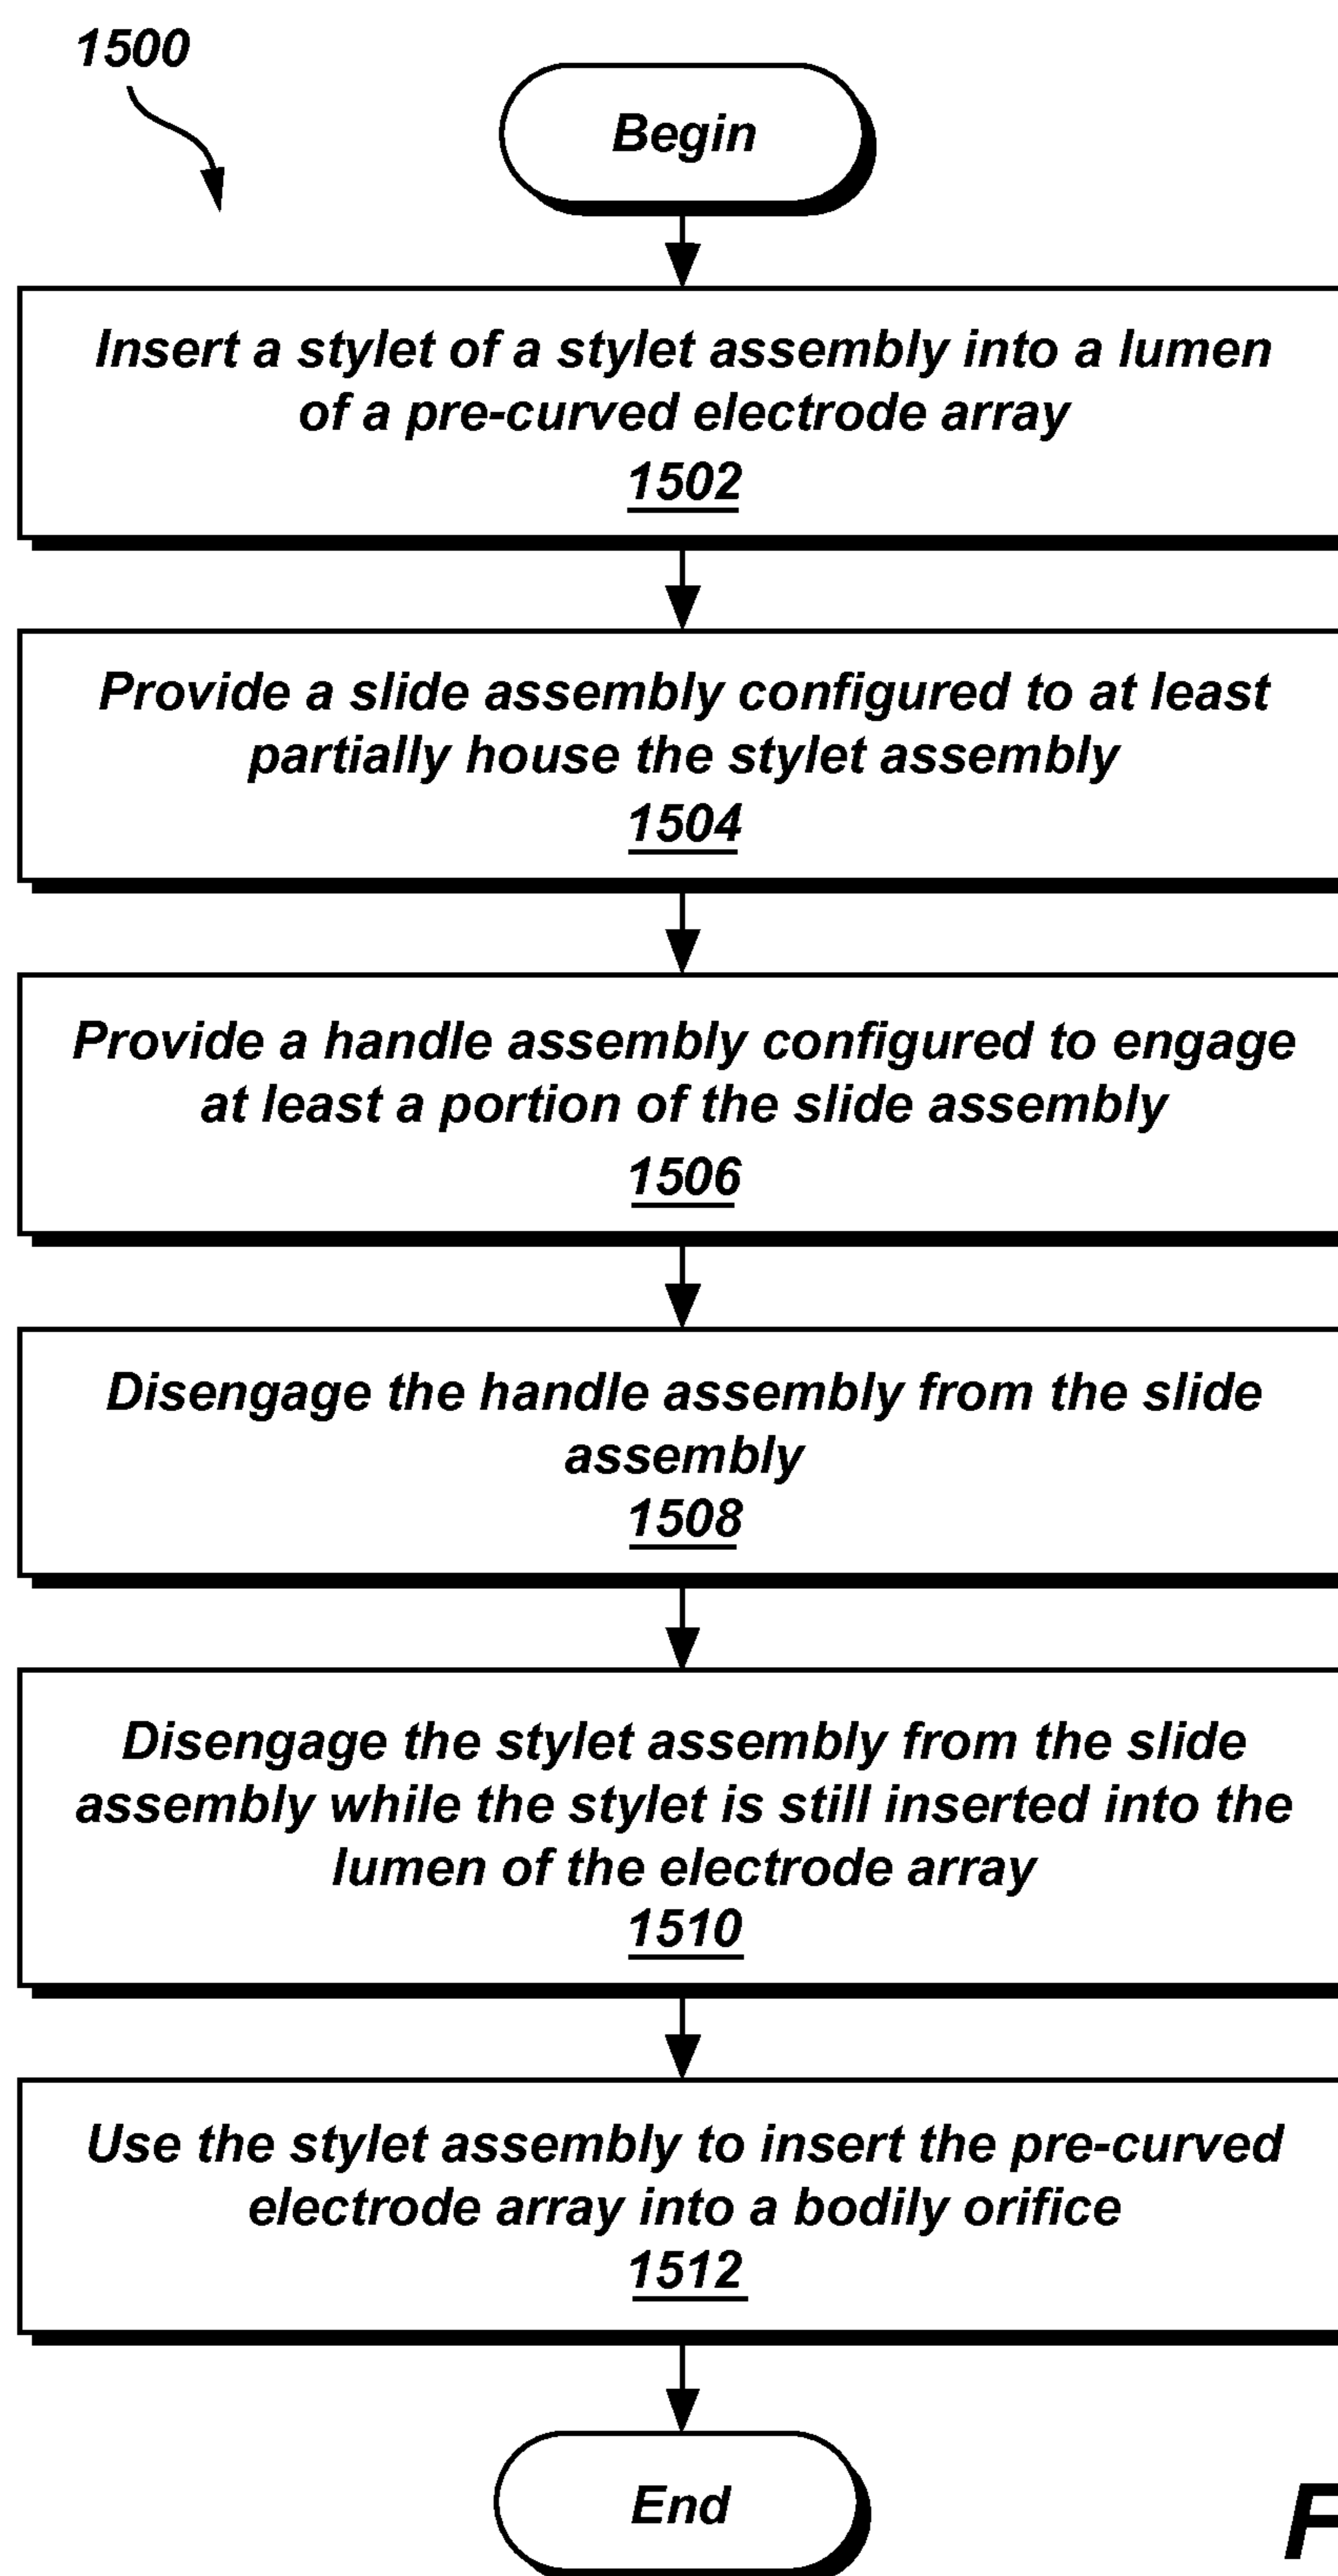 1500
Begin
Insert a stylet of a stylet assembly into a lumen
of a pre-curved electrode array
1502
Provide a slide assembly configured to at least
partially house the stylet assembly
1504
Provide a handle assembly configured to engage
at least a portion of the slide assembly
1506
Disengage the handle assembly from the slide
assembly
1508
Disengage the stylet assembly from the slide
assembly while the stylet is still inserted into the
lumen of the electrode array
1510
Use the stylet assembly to insert the pre-curved
electrode array into a bodily orifice
1512
End